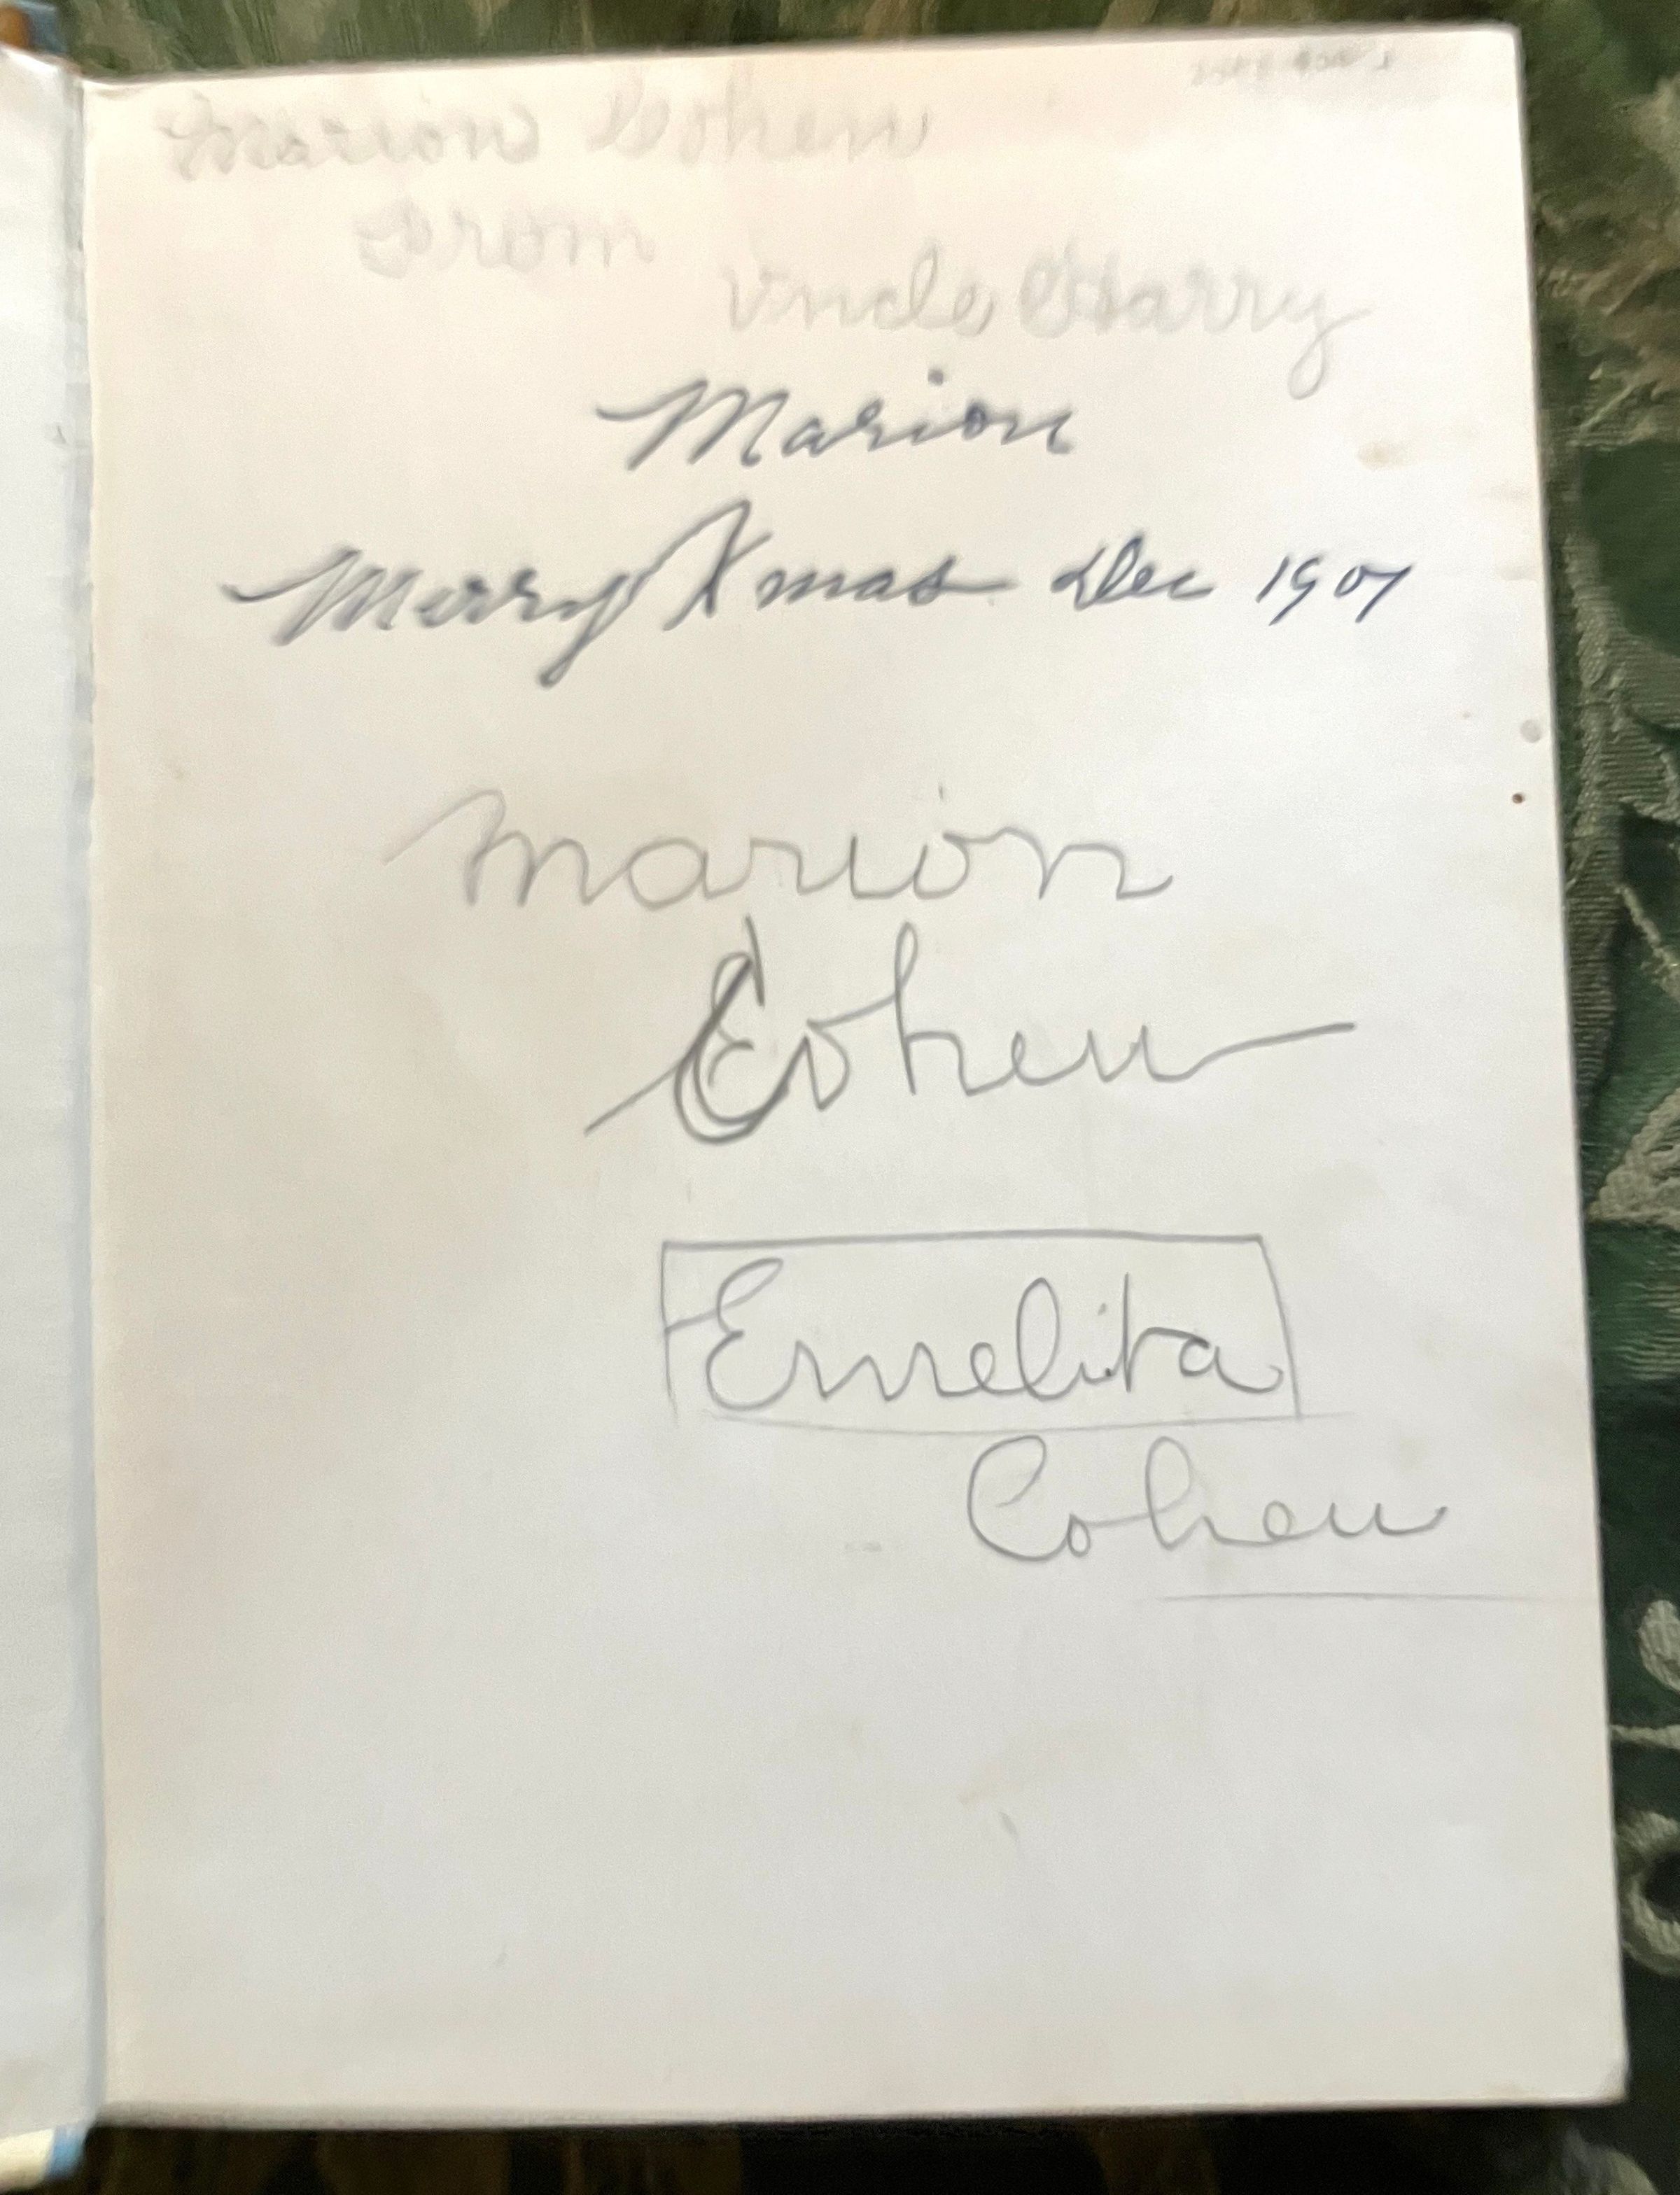 Marion Cohen
From
Uncle Harry
Marion
Merry Xmas Dec 1907
Marion
Cohen
Emelita
Cohen